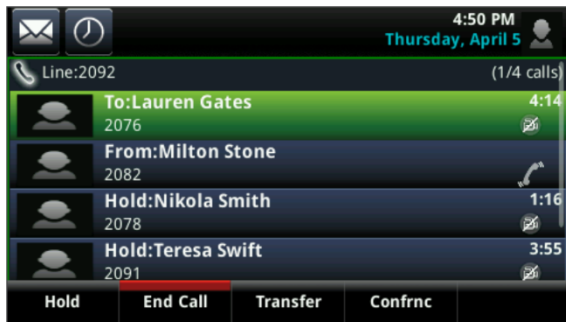 4:50 PM
Thursday, April 5
Line:2092 (1/4 calls)
To:Lauren Gates 4:14
2076
From:Milton Stone
2082
Hold:Nikola Smith 1:16
2078
Hold:Teresa Swift 3:55
2091
Hold End Call Transfer Confrnc